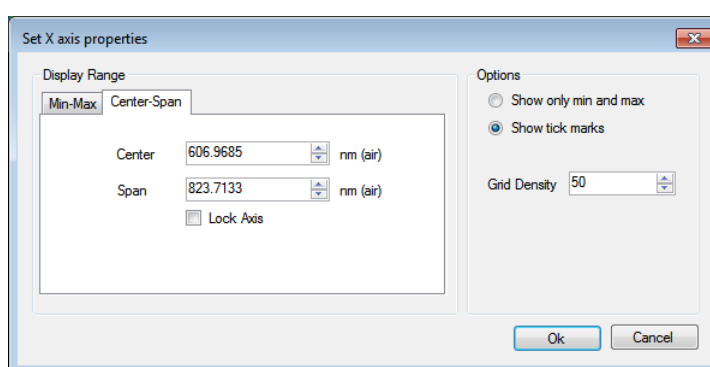 Set X axis properties
Display Range
Min-Max Center-Span
Center 606.9685 nm (air)
Span 823.7133 nm (air)
Lock Axis
Options
Show only min and max
Show tick marks
Grid Density 50
Ok Cancel